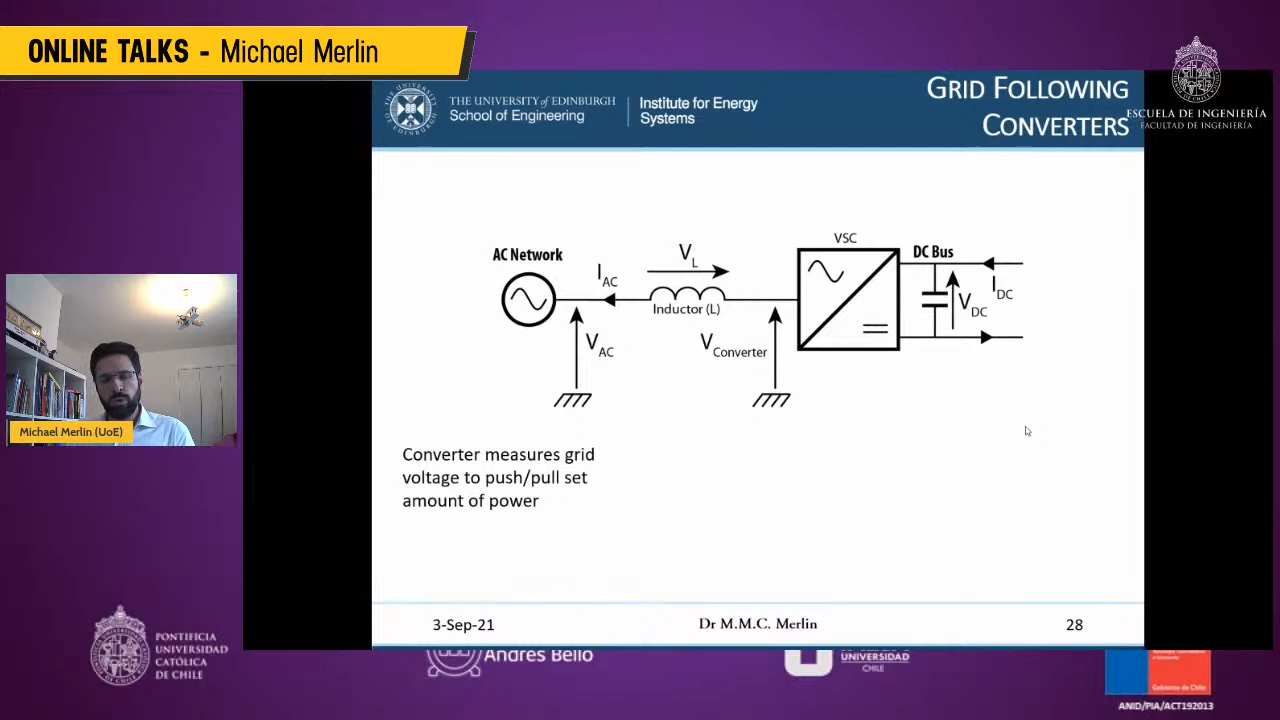 ONLINE TALKS - Michael Merlin
THE UNIVERSITY of EDINBURGH
School of Engineering
Institute for Energy
Systems
GRID FOLLOWING
CONVERTERS
ESCUELA DE INGENIERÍA
FACULTAD DE INGENIERÍA
AC Network
I AC
V L
Inductor (L)
V AC
V Converter
VSC
DC Bus
V DC
I DC
Michael Merlin (UoE)
Converter measures grid
voltage to push/pull set
amount of power
3-Sep-21
Dr M.M.C. Merlin
28
PONTIFICIA
UNIVERSIDAD
CATÓLICA
DE CHILE
Andres Bello
UNIVERSIDAD
CHILE
Gobierno de Chile
ANID/PIA/ACT192013